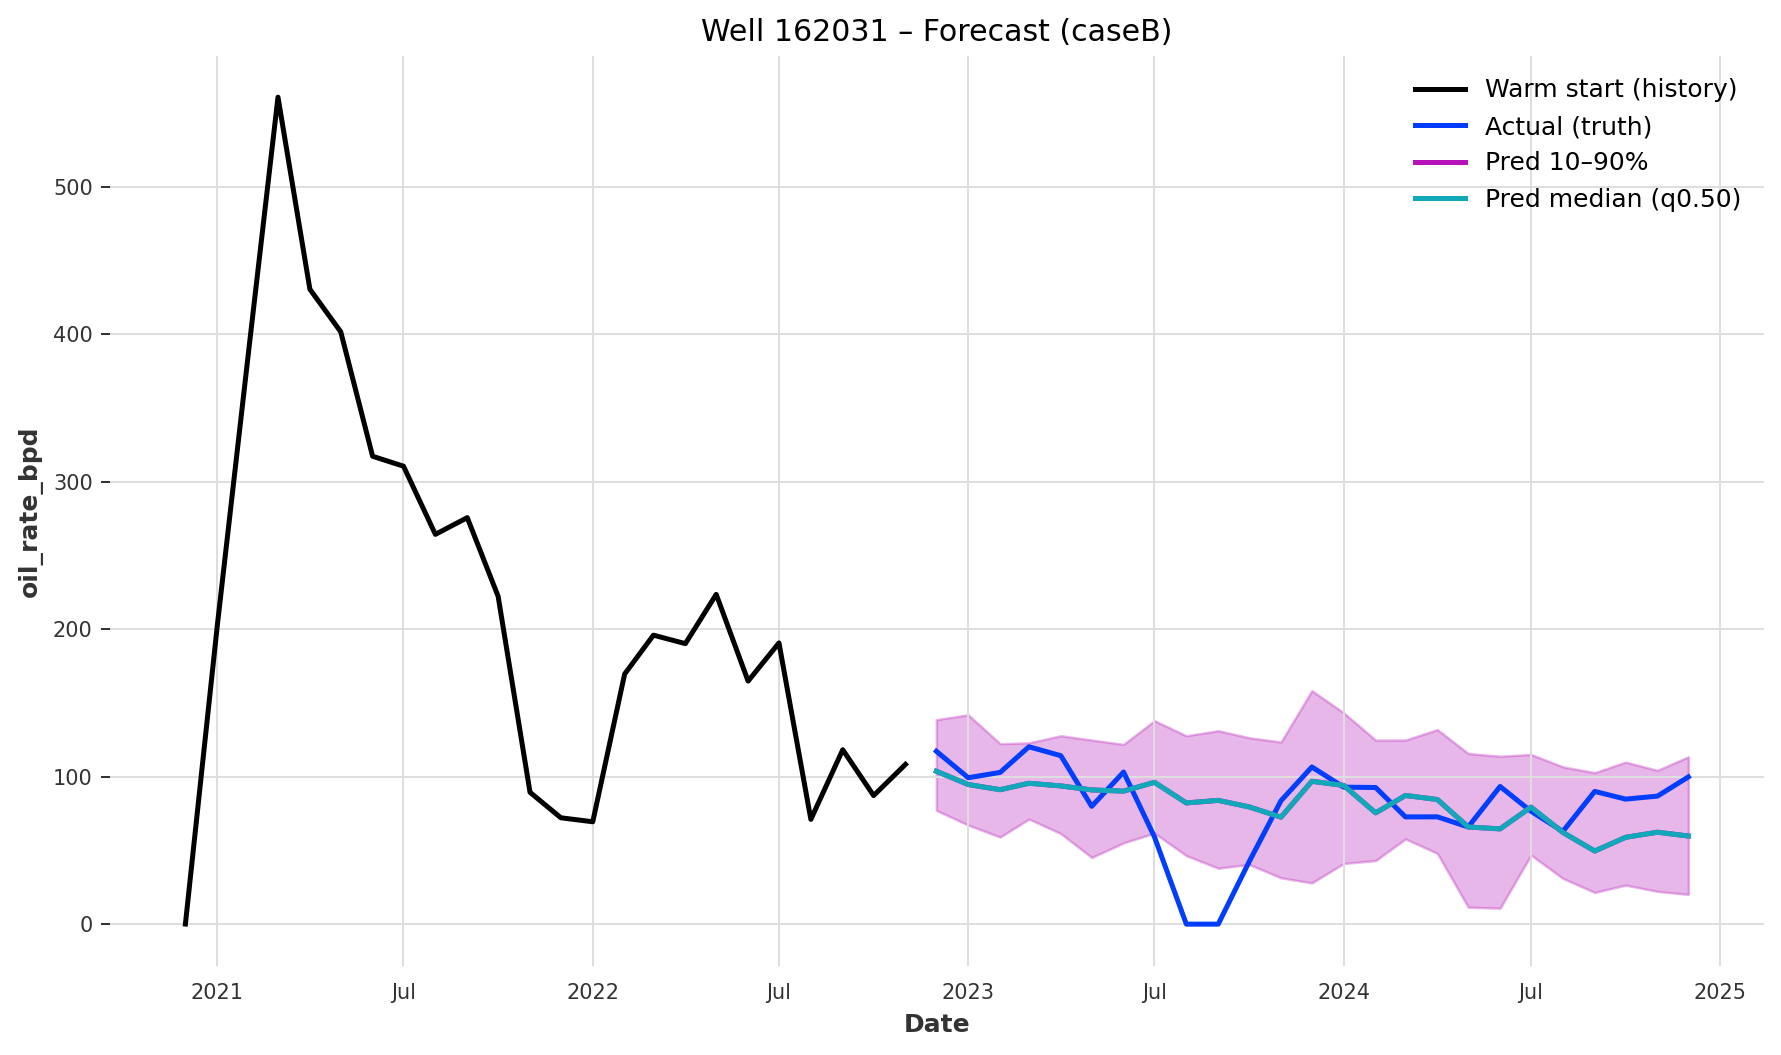 Well 162031 – Forecast (caseB)
Warm start (history)
Actual (truth)
Pred 10–90%
Pred median (q0.50)
oil_rate_bpd
500
400
300
200
100
0
2021 Jul 2022 Jul 2023 Jul 2024 Jul 2025
Date